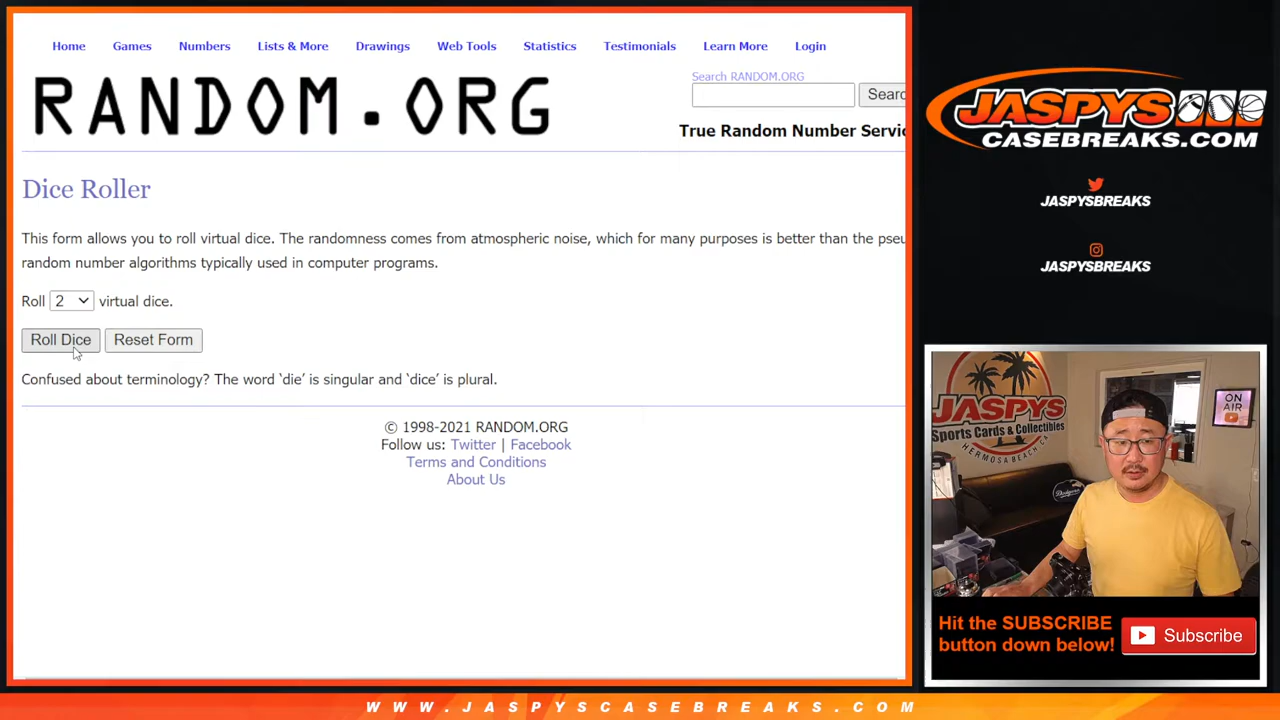 Home Games Numbers Lists & More Drawings Web Tools Statistics Testimonials Learn More Login
RANDOM.ORG
Search RANDOM.ORG
Searc
True Random Number Servic
Dice Roller
This form allows you to roll virtual dice. The randomness comes from atmospheric noise, which for many purposes is better than the pseu
random number algorithms typically used in computer programs.
Roll 2 virtual dice.
Roll Dice Reset Form
Confused about terminology? The word ‘die’ is singular and ‘dice’ is plural.
© 1998-2021 RANDOM.ORG
Follow us: Twitter | Facebook
Terms and Conditions
About Us
JASPYS
CASEBREAKS.COM
JASPYSBREAKS
JASPYSBREAKS
JASPYS
Sports Cards & Collectibles
HERMOSA BEACH CA
ON
AIR
Dodgers
Hit the SUBSCRIBE
button down below!
Subscribe
WWW.JASPYSCASEBREAKS.COM